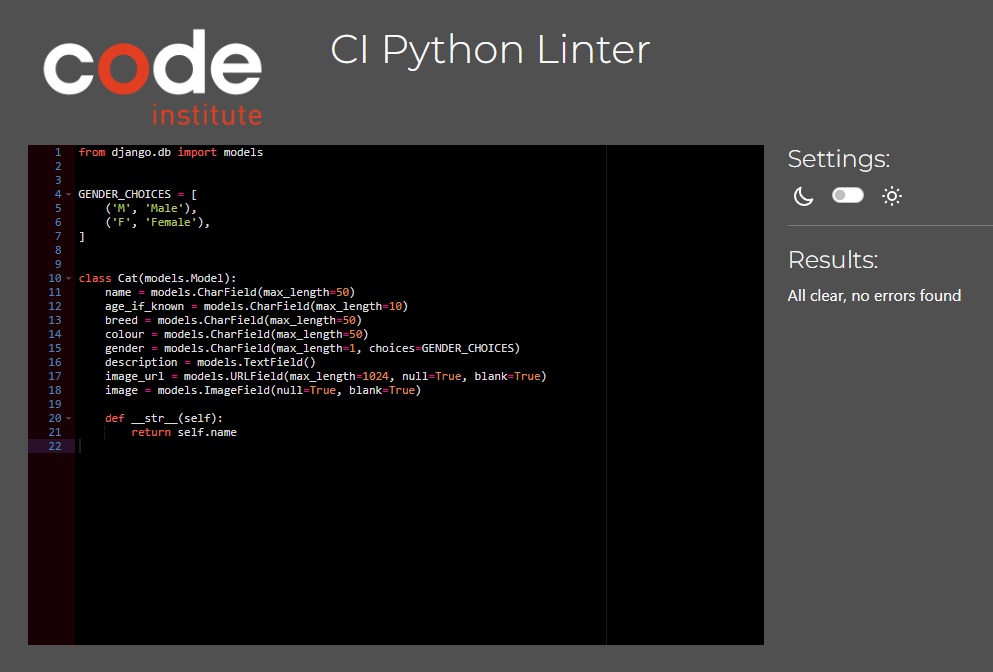 code
institute
CI Python Linter
1 from django.db import models
2
3
4 GENDER_CHOICES = [
5     ('M', 'Male'),
6     ('F', 'Female'),
7 ]
8
9
10 class Cat(models.Model):
11     name = models.CharField(max_length=50)
12     age_if_known = models.CharField(max_length=10)
13     breed = models.CharField(max_length=50)
14     colour = models.CharField(max_length=50)
15     gender = models.CharField(max_length=1, choices=GENDER_CHOICES)
16     description = models.TextField()
17     image_url = models.URLField(max_length=1024, null=True, blank=True)
18     image = models.ImageField(null=True, blank=True)
19
20     def __str__(self):
21         return self.name
22
Settings:
Results:
All clear, no errors found